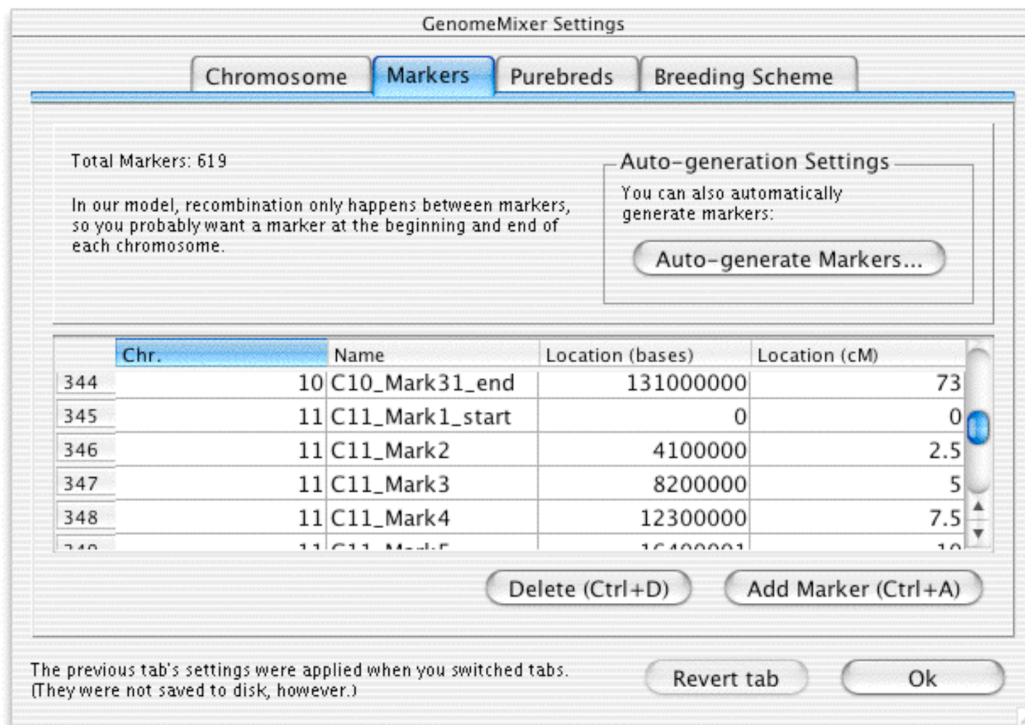 GenomeMixer Settings
Chromosome Markers Purebreds Breeding Scheme
Total Markers: 619
In our model, recombination only happens between markers,
so you probably want a marker at the beginning and end of
each chromosome.
Auto-generation Settings
You can also automatically
generate markers:
Auto-generate Markers...
Chr. Name Location (bases) Location (cM)
344 10 C10_Mark31_end 131000000 73
345 11 C11_Mark1_start 0 0
346 11 C11_Mark2 4100000 2.5
347 11 C11_Mark3 8200000 5
348 11 C11_Mark4 12300000 7.5
349 11 C11_Mark5 16400001 10
Delete (Ctrl+D) Add Marker (Ctrl+A)
The previous tab's settings were applied when you switched tabs.
(They were not saved to disk, however.)
Revert tab Ok